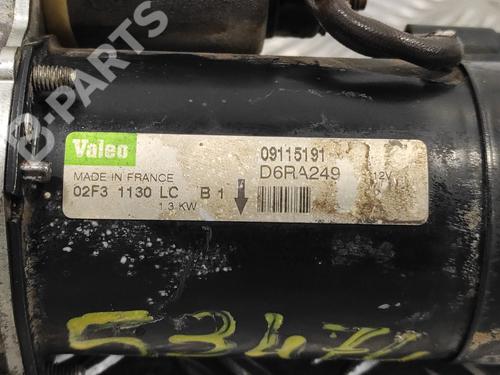 B-PARTS
Valeo
09115191
MADE IN FRANCE
D6RA249
12V
02F3 1130 LC B 1
1.3 KW